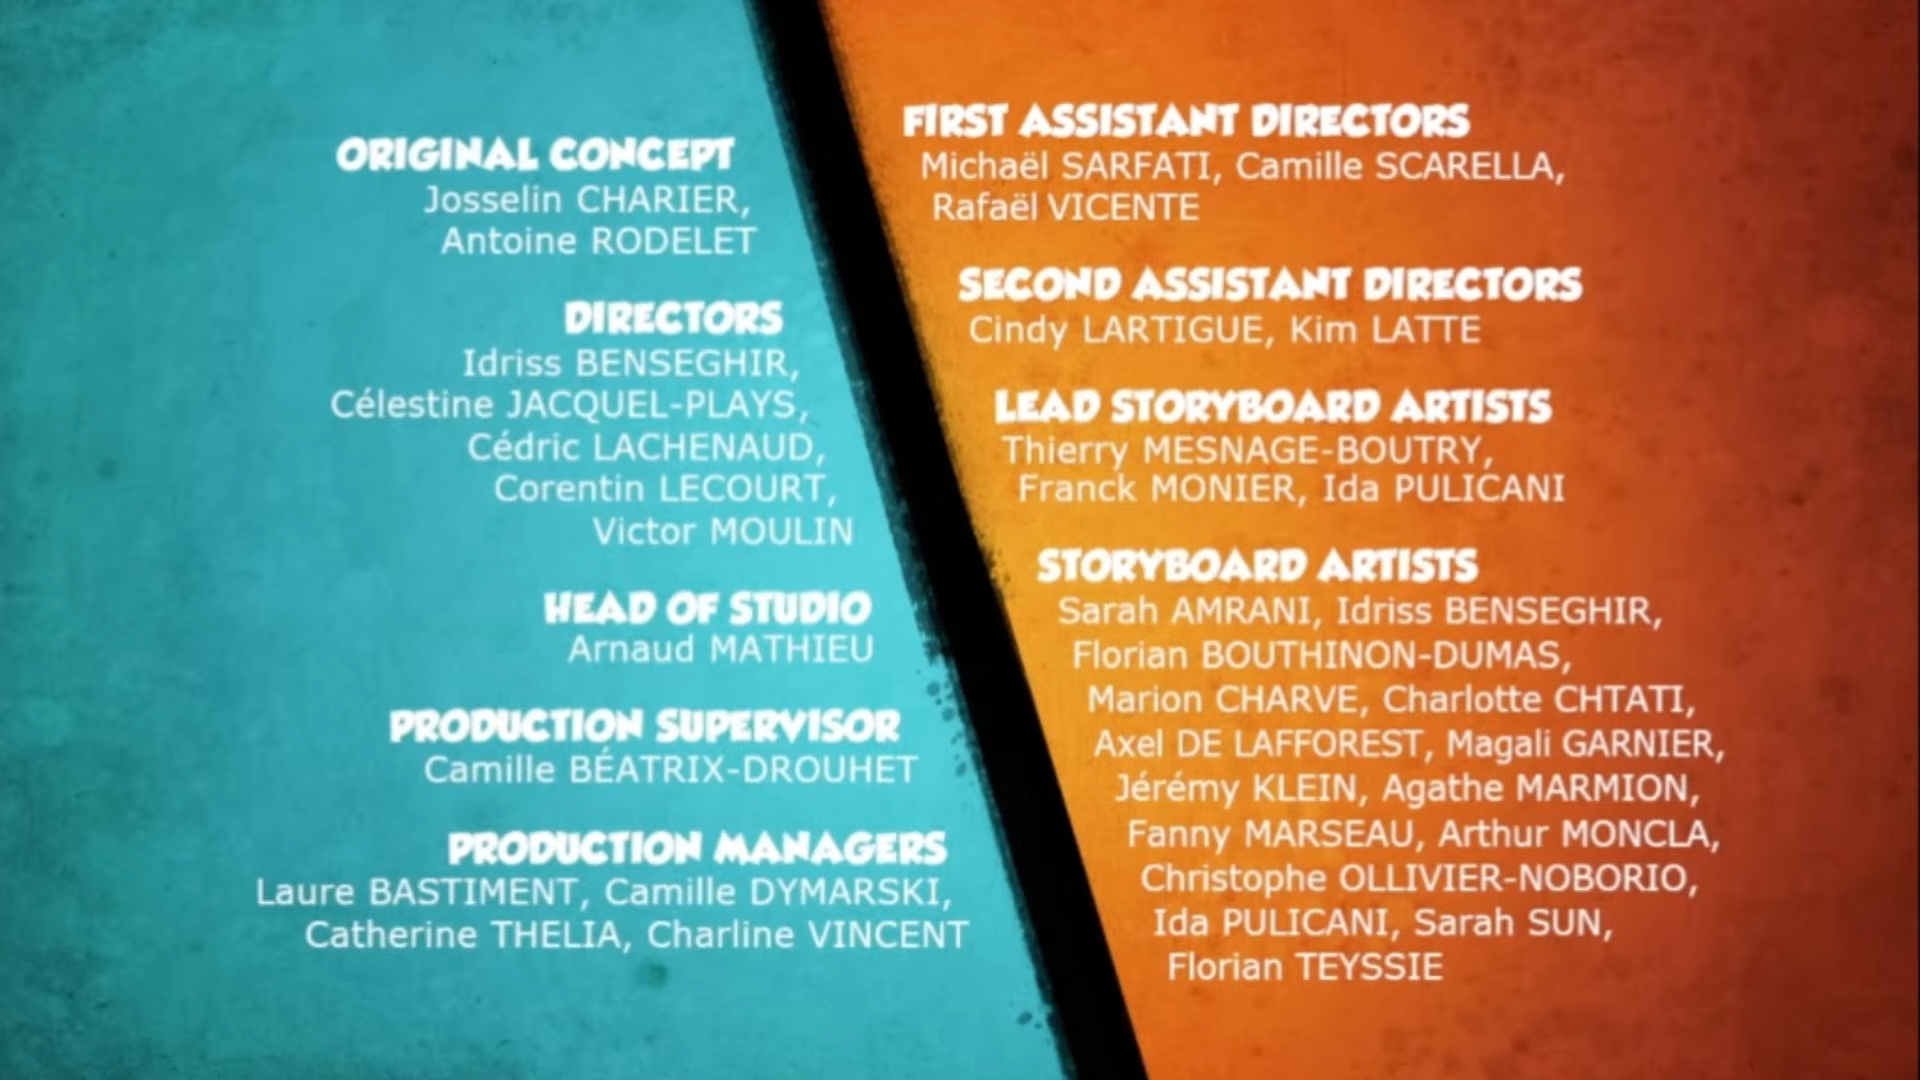 ORIGINAL CONCEPT
Josselin CHARIER,
Antoine RODELET
DIRECTORS
Idriss BENSEGHIR,
Célestine JACQUEL-PLAYS,
Cédric LACHENAUD,
Corentin LECOURT,
Victor MOULIN
HEAD OF STUDIO
Arnaud MATHIEU
PRODUCTION SUPERVISOR
Camille BÉATRIX-DROUHET
PRODUCTION MANAGERS
Laure BASTIMENT, Camille DYMARSKI,
Catherine THELIA, Charline VINCENT
FIRST ASSISTANT DIRECTORS
Michaël SARFATI, Camille SCARELLA,
Rafaël VICENTE
SECOND ASSISTANT DIRECTORS
Cindy LARTIGUE, Kim LATTE
LEAD STORYBOARD ARTISTS
Thierry MESNAGE-BOUTRY,
Franck MONIER, Ida PULICANI
STORYBOARD ARTISTS
Sarah AMRANI, Idriss BENSEGHIR,
Florian BOUTHINON-DUMAS,
Marion CHARVE, Charlotte CHTATI,
Axel DE LAFFOREST, Magali GARNIER,
Jérémy KLEIN, Agathe MARMION,
Fanny MARSEAU, Arthur MONCLA,
Christophe OLLIVIER-NOBORIO,
Ida PULICANI, Sarah SUN,
Florian TEYSSIE